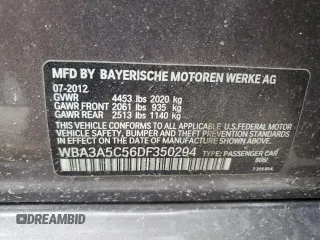 MFD BY BAYERISCHE MOTOREN WERKE AG
07-2012
GVWR 4453 lbs 2020 kg
GAWR FRONT 2061 lbs 935 kg
GAWR REAR 2513 lbs 1140 kg
THIS VEHICLE CONFORMS TO ALL APPLICABLE U.S.
FEDERAL MOTOR VEHICLE SAFETY, BUMPER, AND THEFT
PREVENTION STANDARDS IN EFFECT ON THE DATE OF
MANUFACTURE SHOWN ABOVE.
WBA3A5C56DF350294 TYPE: PASSENGER CAR
CARS.BIDHISTORY